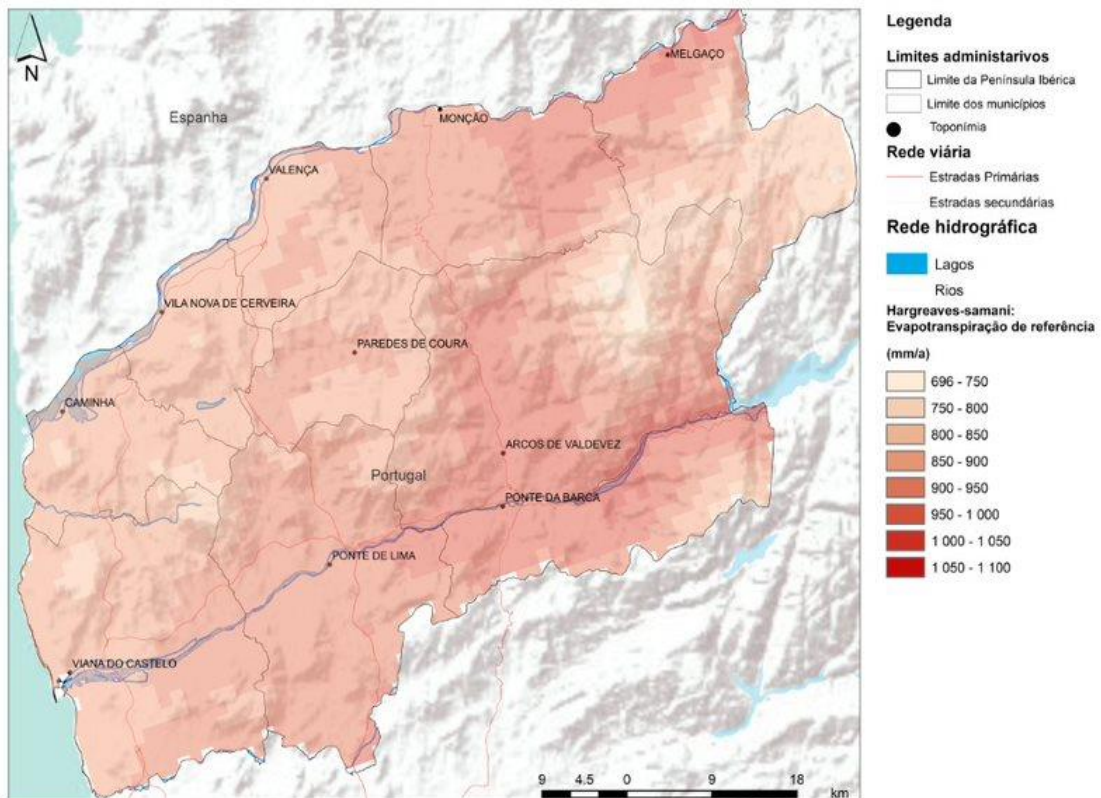 N
Espanha
MELGAÇO
MONÇÃO
VALENÇA
VILA NOVA DE CERVEIRA
PAREDES DE COURA
CAMINHA
ARCOS DE VALDEVEZ
Portugal
PONTE DA BARCA
PONTE DE LIMA
VIANA DO CASTELO
9 4.5 0 9 18
km
Legenda
Limites administarivos
Limite da Península Ibérica
Limite dos municípios
Toponímia
Rede viária
Estradas Primárias
Estradas secundárias
Rede hidrográfica
Lagos
Rios
Hargreaves-samani:
Evapotranspiração de referência
(mm/a)
696 - 750
750 - 800
800 - 850
850 - 900
900 - 950
950 - 1 000
1 000 - 1 050
1 050 - 1 100